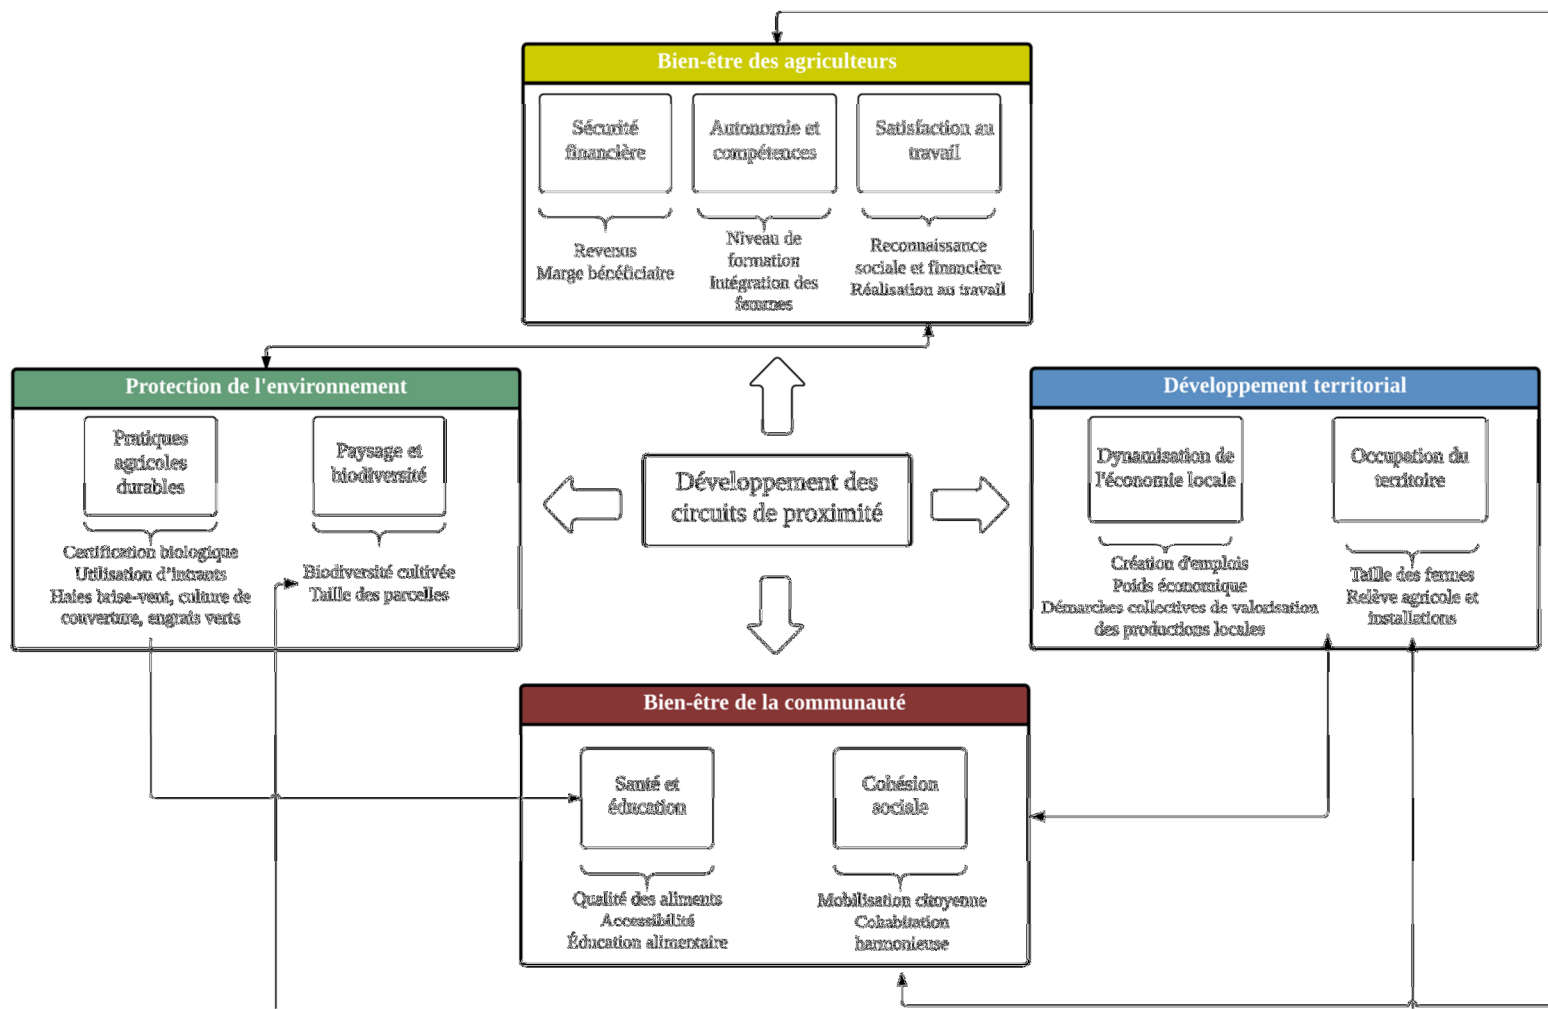 Bien-être des agriculteurs
Sécurité
financière
Autonomie et
compétences
Satisfaction au
travail
Revenus
Marge bénéficiaire
Niveau de
formation
Intégration des
femmes
Reconnaissance
sociale et financière
Réalisation au travail
Protection de l'environnement
Pratiques
agricoles
durables
Paysage et
biodiversité
Certification biologique
Utilisation d'intrants
Haies brise-vent, culture de
couverture, engrais verts
Biodiversité cultivée
Taille des parcelles
Développement des
circuits de proximité
Développement territorial
Dynamisation de
l'économie locale
Occupation du
territoire
Création d'emplois
Poids économique
Démarches collectives de valorisation
des productions locales
Taille des fermes
Relève agricole et
installations
Bien-être de la communauté
Santé et
éducation
Cohésion
sociale
Qualité des aliments
Accessibilité
Éducation alimentaire
Mobilisation citoyenne
Cohabitation
harmonieuse